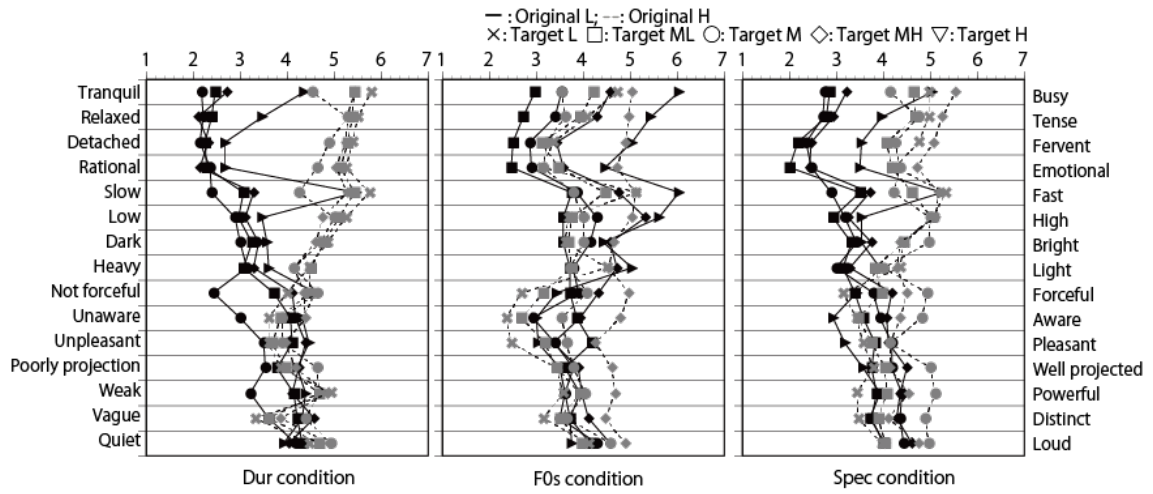 — : Original L; --- : Original H
×: Target L □: Target ML ○: Target M ◇: Target MH ▽: Target H
1 2 3 4 5 6 7 1 2 3 4 5 6 7 1 2 3 4 5 6 7
Tranquil Busy
Relaxed Tense
Detached Fervent
Rational Emotional
Slow Fast
Low High
Dark Bright
Heavy Light
Not forceful Forceful
Unaware Aware
Unpleasant Pleasant
Poorly projection Well projected
Weak Powerful
Vague Distinct
Quiet Loud
Dur condition F0s condition Spec condition